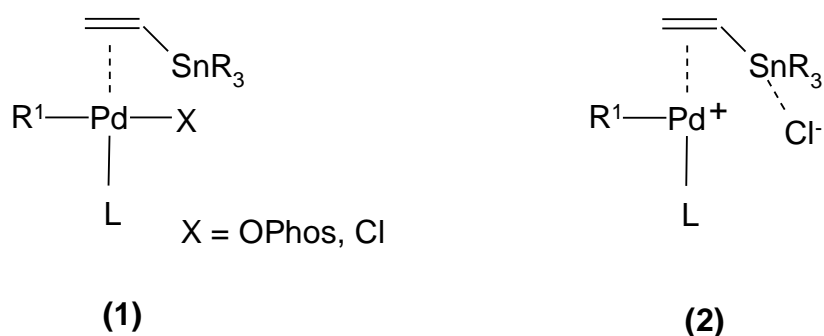 SnR₃
R¹ Pd X
L
X = OPhos, Cl
(1)
SnR₃
R¹ Pd⁺
Cl⁻
L
(2)